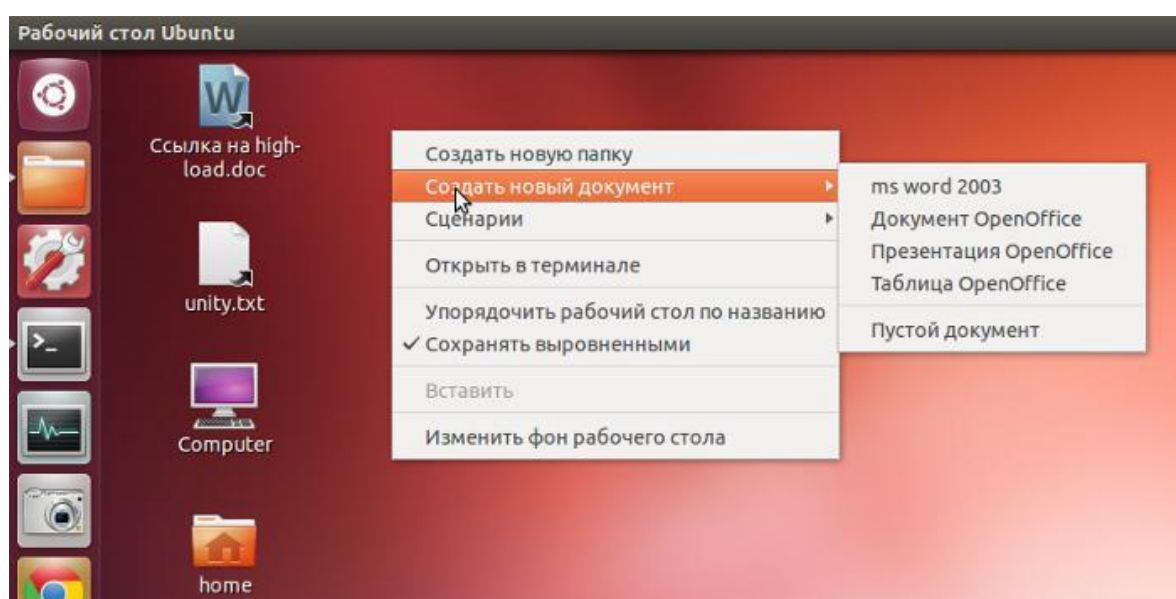 Рабочий стол Ubuntu
Ссылка на high-
load.doc
unity.txt
Computer
home
Создать новую папку
Создать новый документ
Сценарии
Открыть в терминале
Упорядочить рабочий стол по названию
Сохранять выровненными
Вставить
Изменить фон рабочего стола
ms word 2003
Документ OpenOffice
Презентация OpenOffice
Таблица OpenOffice
Пустой документ